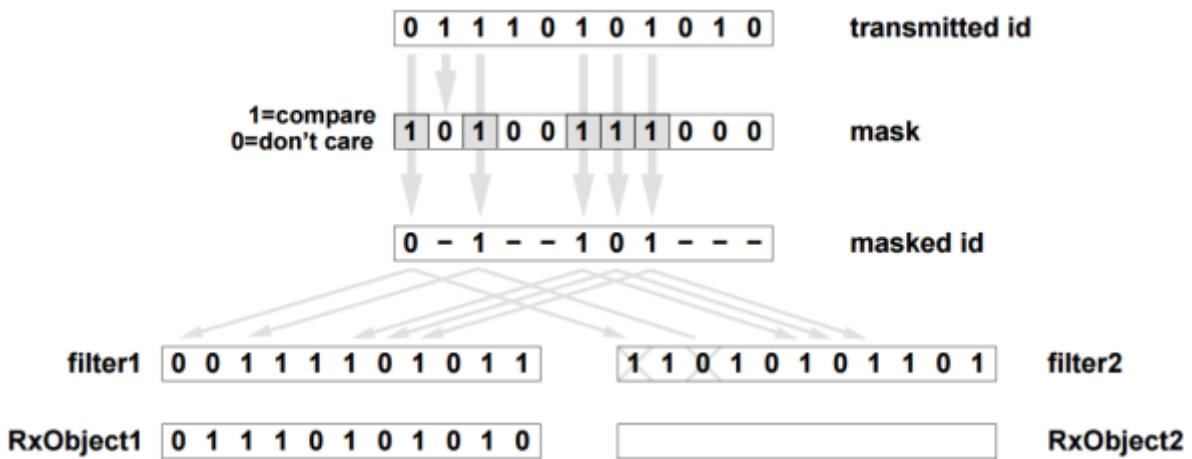 0 1 1 1 0 1 0 1 0 1 0 transmitted id
1=compare
0=don't care
1 0 1 0 0 1 1 1 0 0 0 mask
0 – 1 – – 1 0 1 – – – masked id
filter1 0 0 1 1 1 1 0 1 0 1 1
1 1 0 1 0 1 0 1 1 0 1 filter2
RxObject1 0 1 1 1 0 1 0 1 0 1 0
RxObject2